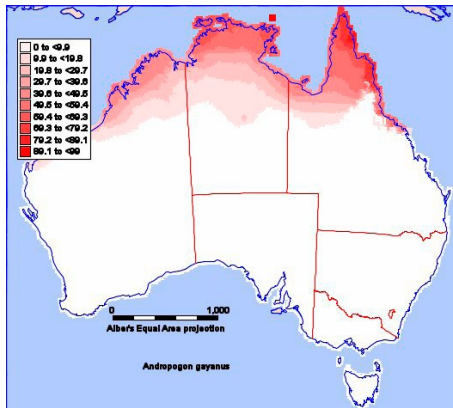 0 to <9.9
9.9 to <19.8
19.8 to <29.7
29.7 to <39.6
39.6 to <49.5
49.5 to <59.4
59.4 to <69.3
69.3 to <79.2
79.2 to <89.1
89.1 to <99
0 1,000
Alber's Equal Area projection
Andropogon gayanus